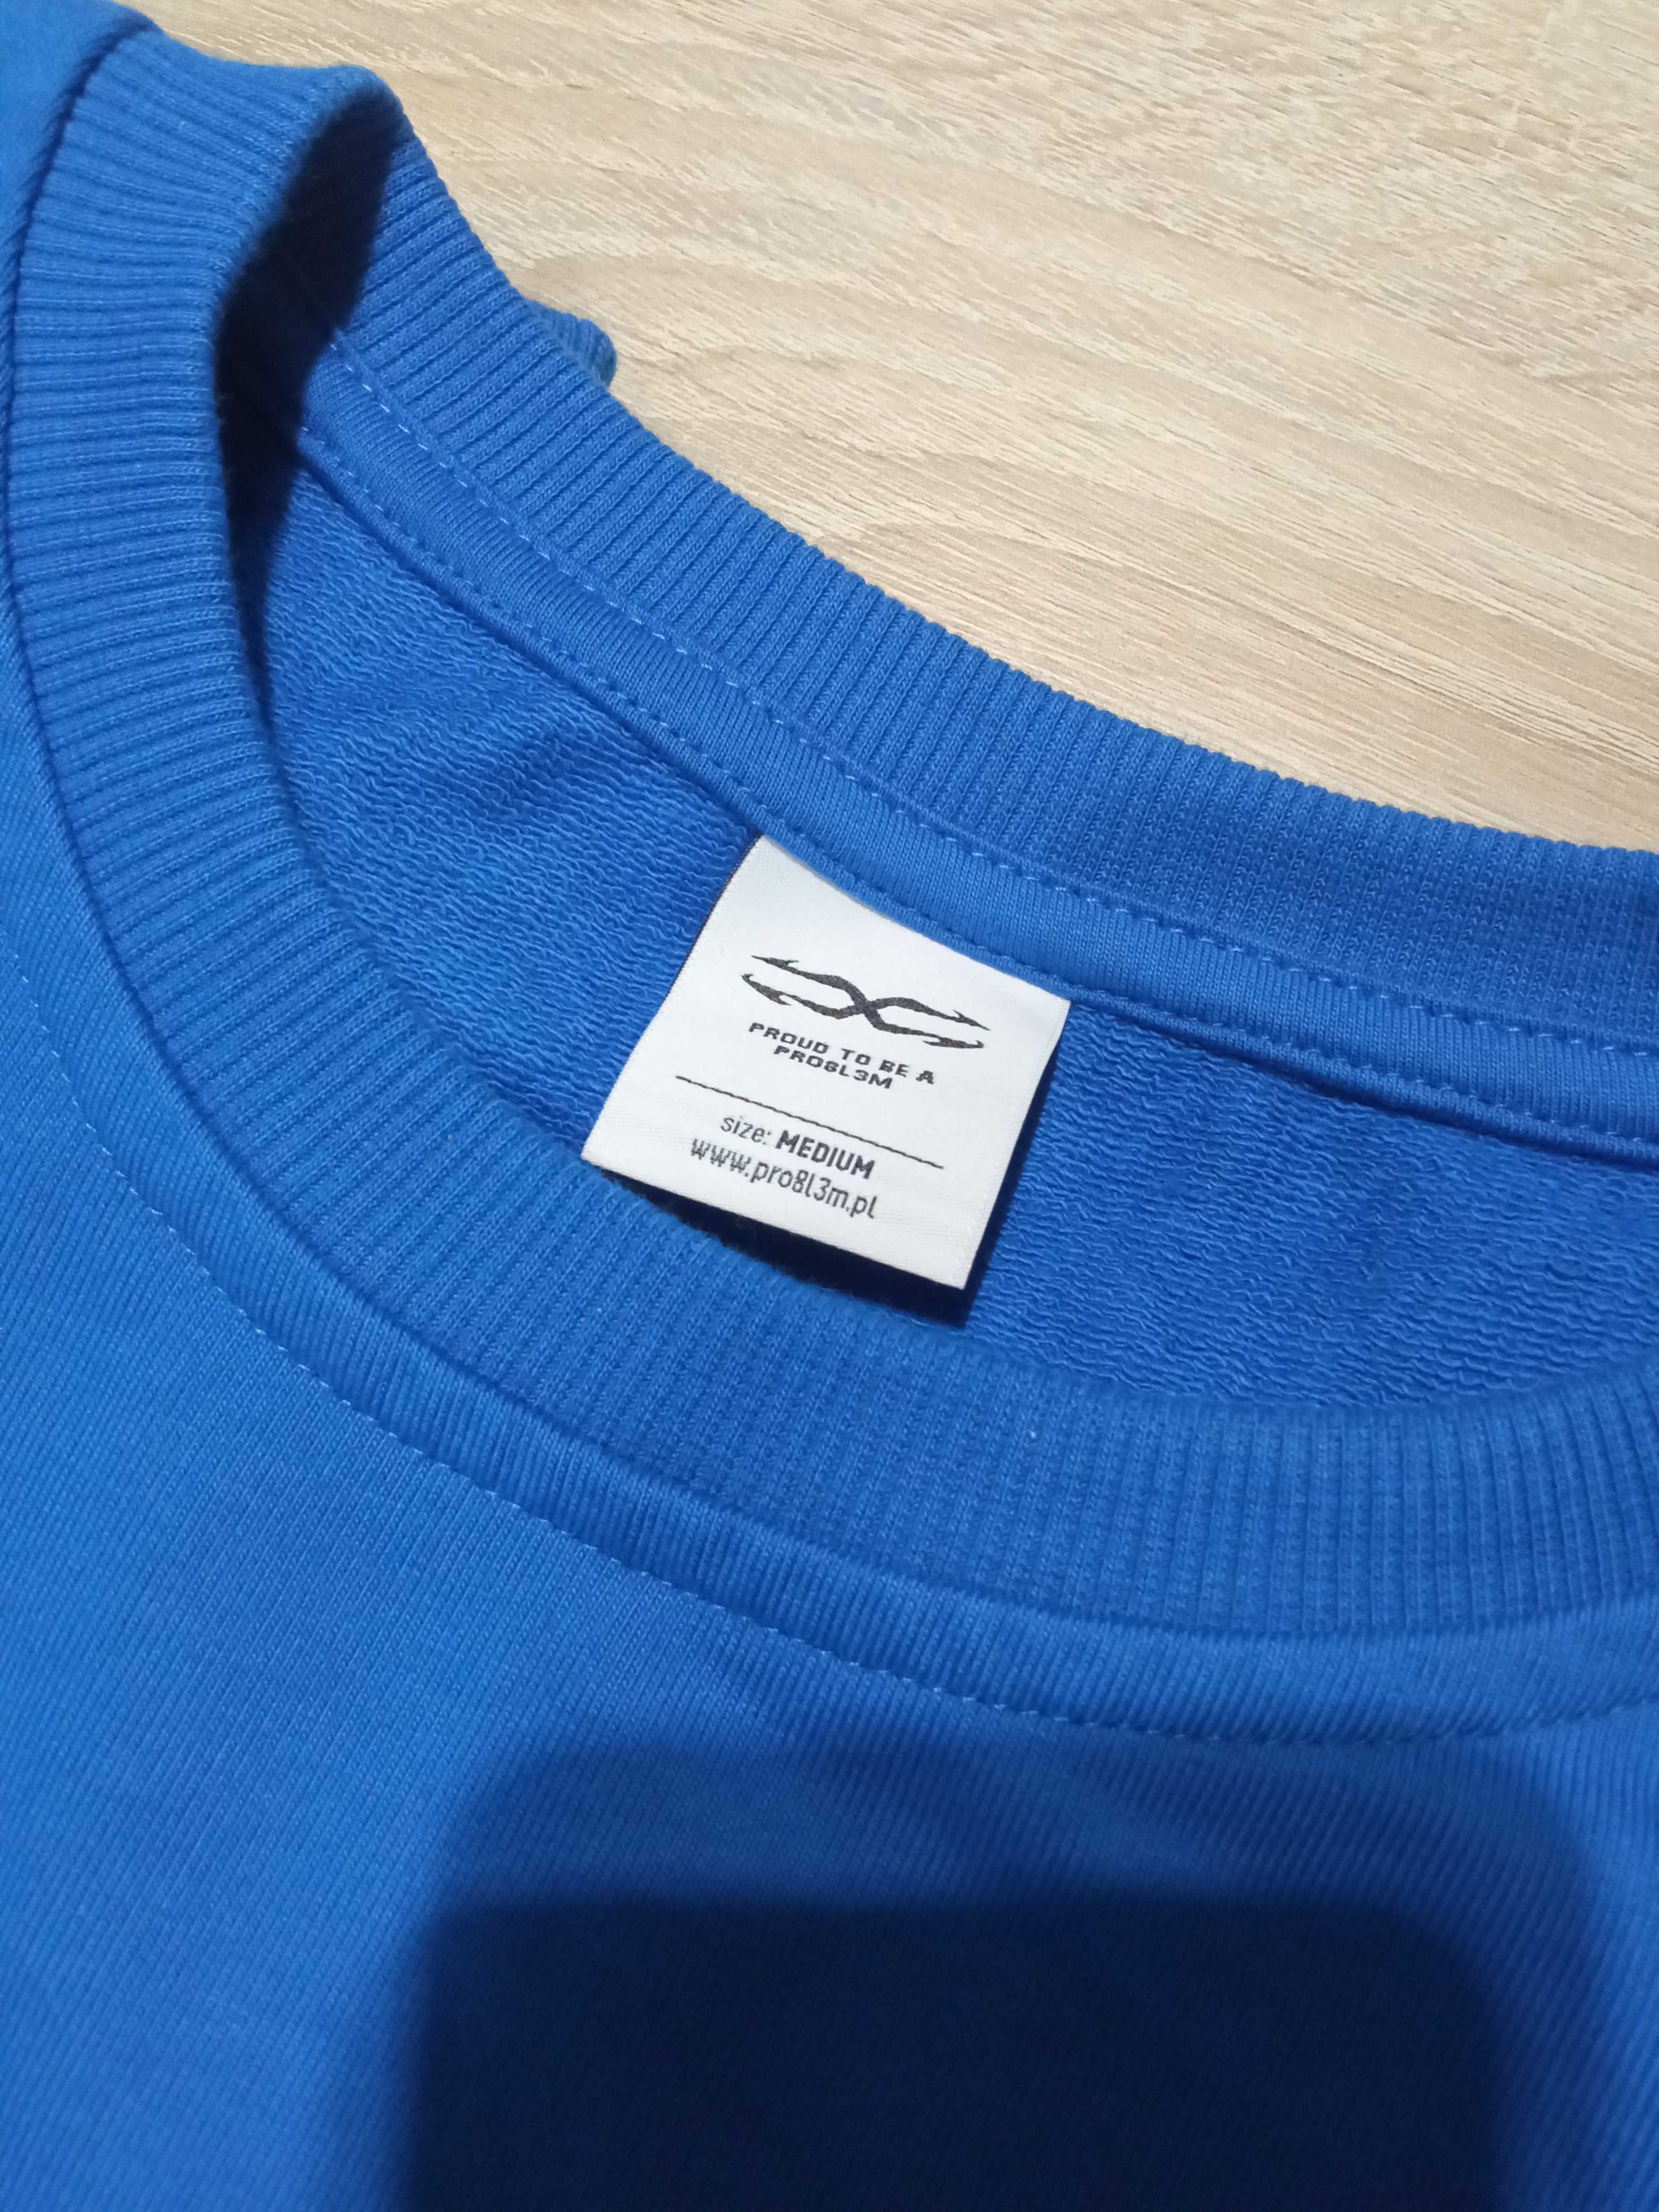 PROUD TO BE A
PRO8L3M
size: MEDIUM
www.pro8l3m.pl